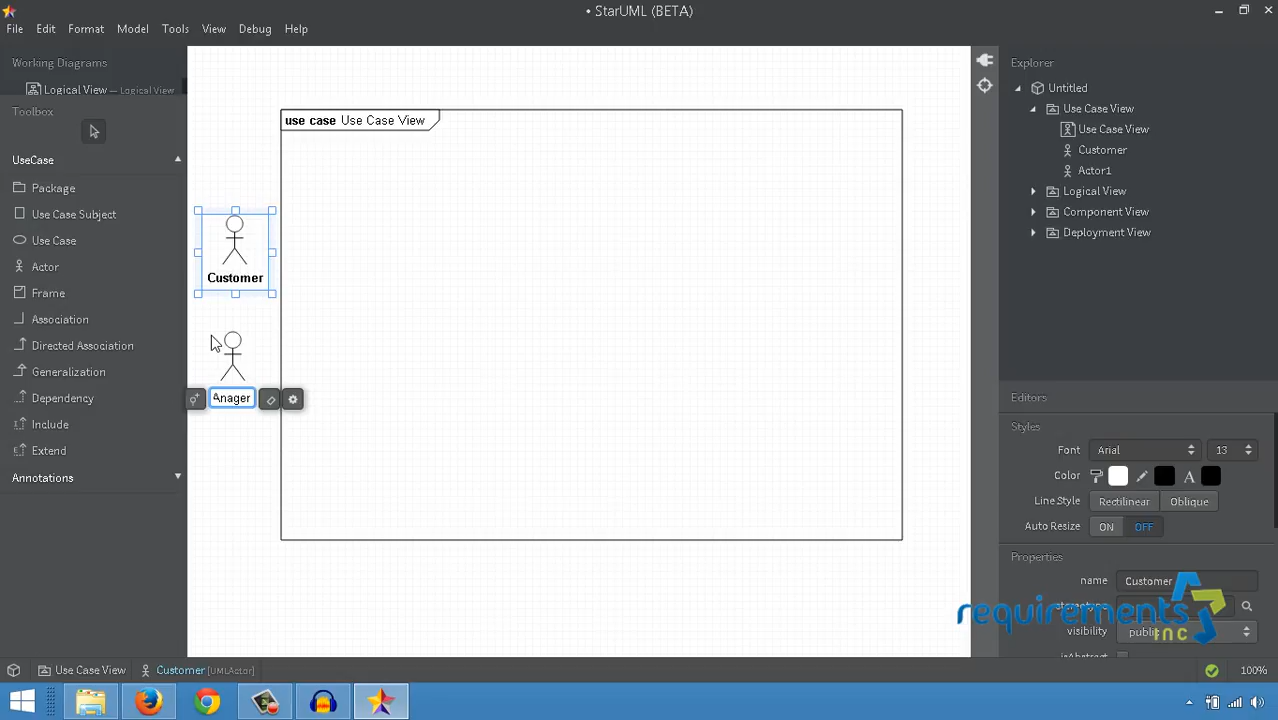 • StarUML (BETA)
File Edit Format Model Tools View Debug Help
Working Diagrams
Logical View — Logical View
Toolbox
UseCase
Package
Use Case Subject
Use Case
Actor
Frame
Association
Directed Association
Generalization
Dependency
Include
Extend
Annotations
use case Use Case View
Customer
Anager
Explorer
Untitled
Use Case View
Use Case View
Customer
Actor1
Logical View
Component View
Deployment View
Editors
Styles
Font Arial 13
Color A
Line Style Rectilinear Oblique
Auto Resize ON OFF
Properties
name Customer
stereotype
visibility public
isAbstract
requirements
inc
Use Case View Customer [UMLActor] 100%